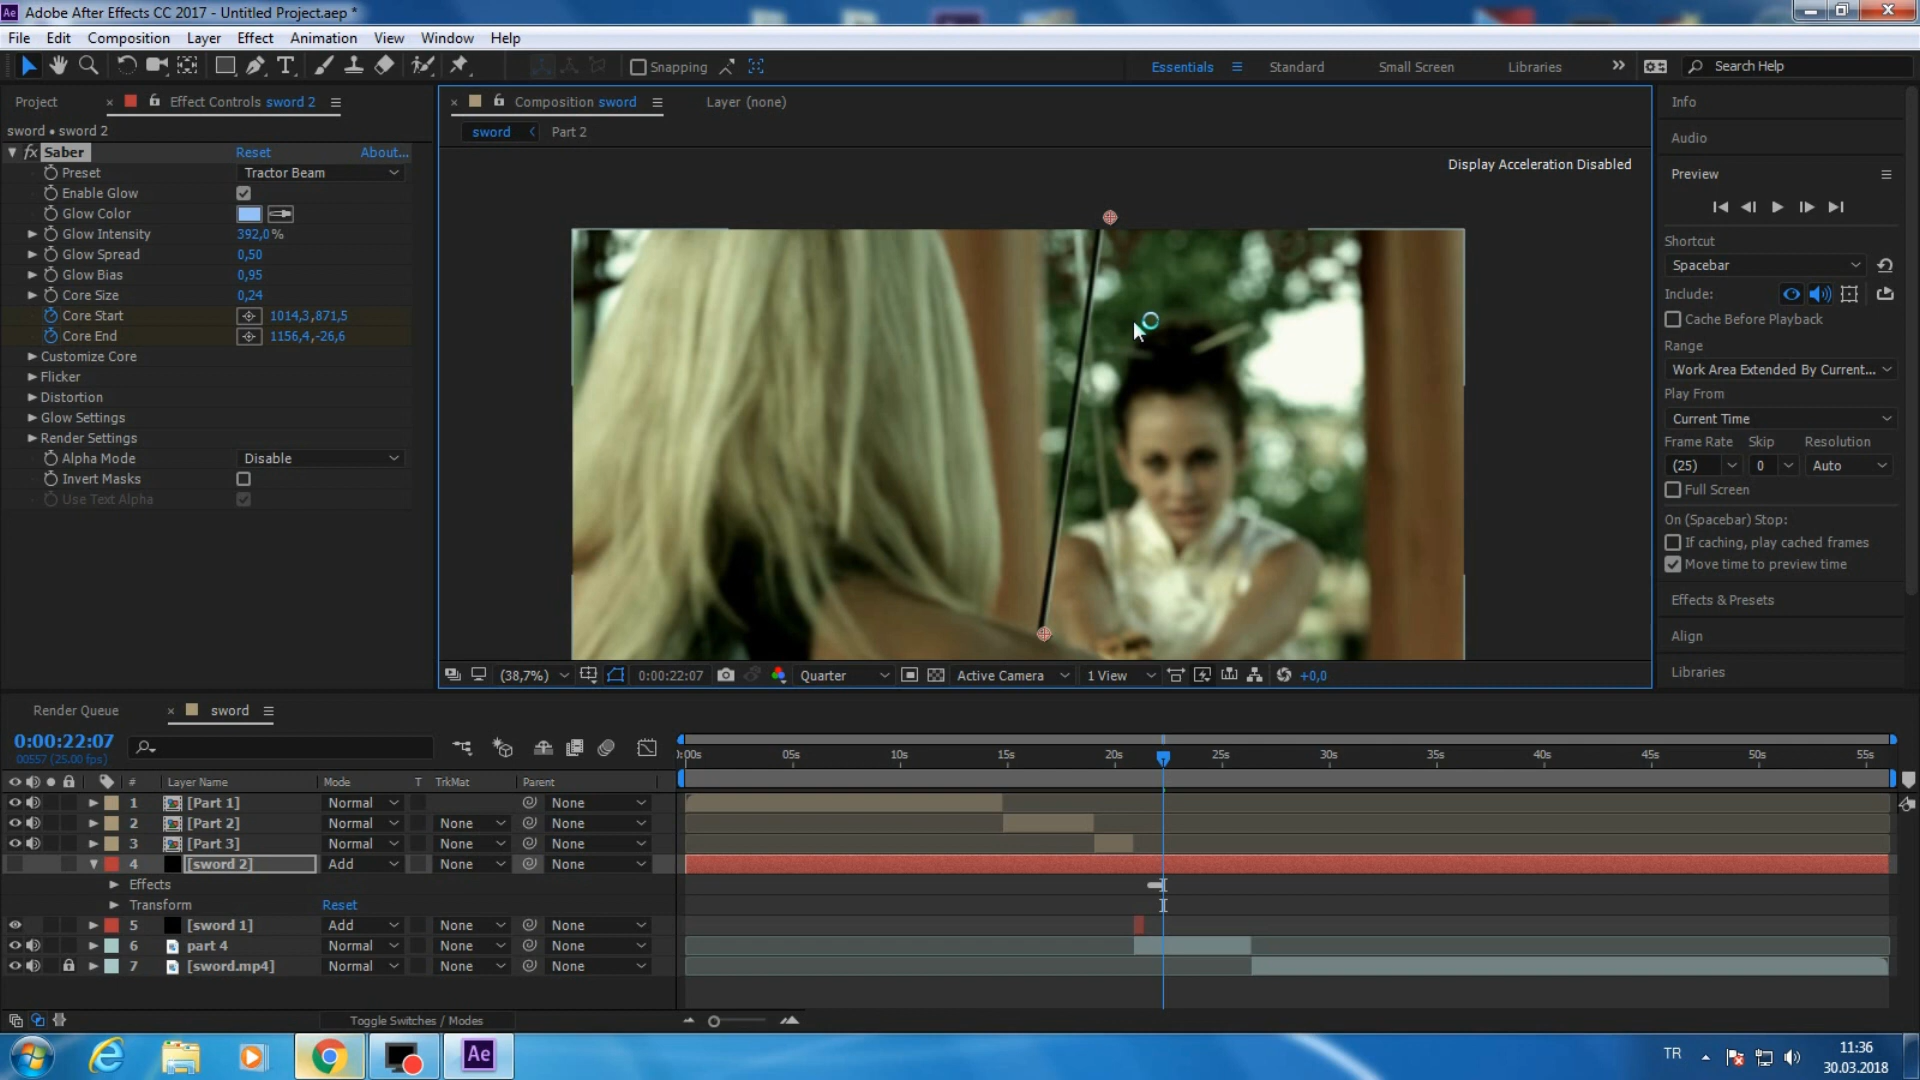 Adobe After Effects CC 2017 - Untitled Project.aep *
File Edit Composition Layer Effect Animation View Window Help
Snapping Essentials Standard Small Screen Libraries Search Help
Project Effect Controls sword 2
sword • sword 2
fx Saber Reset About...
Preset Tractor Beam
Enable Glow
Glow Color
Glow Intensity 392,0%
Glow Spread 0,50
Glow Bias 0,95
Core Size 0,24
Core Start 1014,3,871,5
Core End 1156,4,-26,6
Customize Core
Flicker
Distortion
Glow Settings
Render Settings
Alpha Mode Disable
Invert Masks
Use Text Alpha
Composition sword Layer (none)
sword Part 2
Display Acceleration Disabled
(38,7%) 0:00:22:07 Quarter Active Camera 1 View +0,0
Info
Audio
Preview
Shortcut
Spacebar
Include:
Cache Before Playback
Range
Work Area Extended By Current...
Play From
Current Time
Frame Rate Skip Resolution
(25) 0 Auto
Full Screen
On (Spacebar) Stop:
If caching, play cached frames
Move time to preview time
Effects & Presets
Align
Libraries
Render Queue sword
0:00:22:07
00557 (25.00 fps)
:00s 05s 10s 15s 20s 25s 30s 35s 40s 45s 50s 55s
# Layer Name Mode T TrkMat Parent
1 [Part 1] Normal None
2 [Part 2] Normal None None
3 [Part 3] Normal None None
4 [sword 2] Add None None
Effects
Transform Reset
5 [sword 1] Add None None
6 part 4 Normal None None
7 [sword.mp4] Normal None None
Toggle Switches / Modes
Ae
TR 11:36
30.03.2018